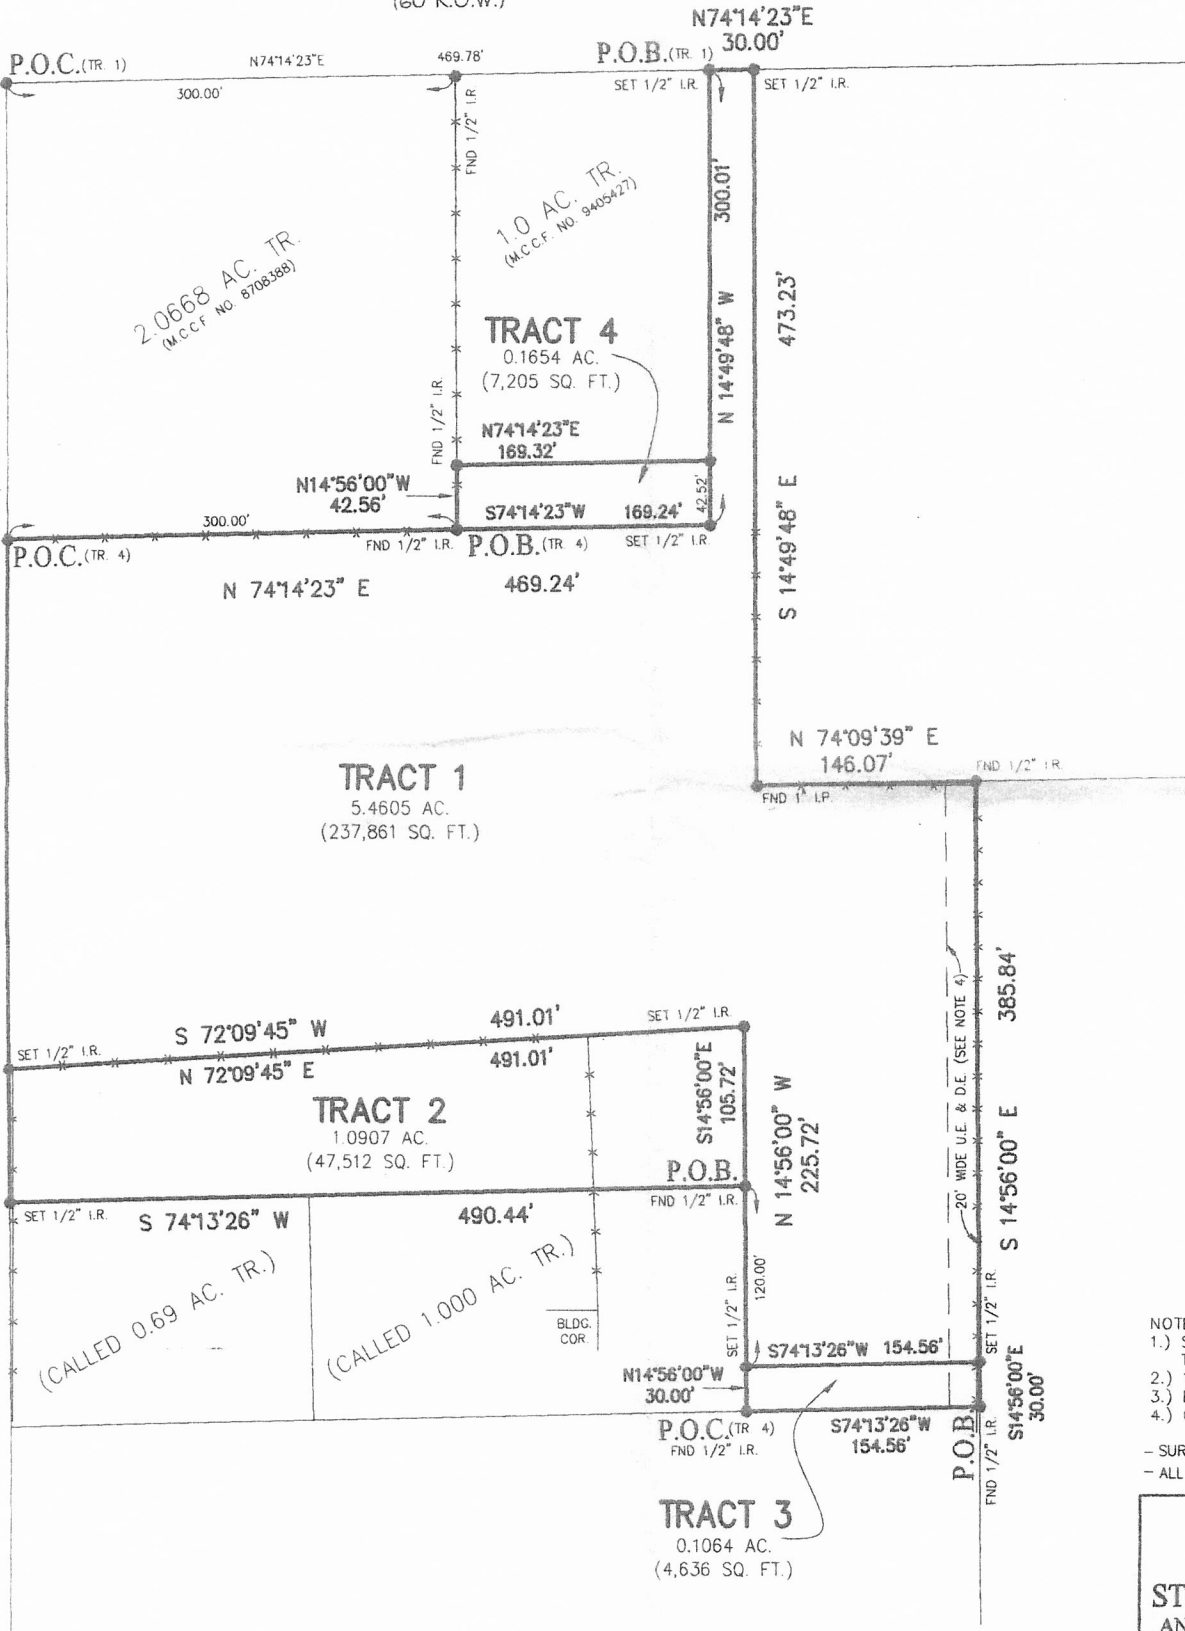 (60' R.O.W.)
N74°14'23"E
30.00'
P.O.C.(TR. 1)
N74°14'23"E
469.78'
P.O.B.(TR. 1)
300.00'
SET 1/2" I.R.
SET 1/2" I.R.
FND 1/2" I.R.
300.01'
1.0 AC. TR.
(M.C.C.F. NO. 9405427)
2.0668 AC. TR.
(M.C.C.F. NO. 8708388)
473.23'
N 14°49'48" W
TRACT 4
0.1654 AC.
(7,205 SQ. FT.)
FND 1/2" I.R.
N74°14'23"E
169.32'
N14°56'00"W
42.56'
42.52'
S74°14'23"W 169.24'
300.00'
P.O.C.(TR. 4)
FND 1/2" I.R.
P.O.B.(TR. 4)
SET 1/2" I.R.
S 14°49'48" E
N 74°14'23" E
469.24'
N 74°09'39" E
146.07'
FND 1/2" I.R.
FND 1" I.P.
TRACT 1
5.4605 AC.
(237,861 SQ. FT.)
385.84'
20' WIDE U.E. & D.E. (SEE NOTE 4)
S 72°09'45" W
491.01'
SET 1/2" I.R.
SET 1/2" I.R.
N 72°09'45" E
491.01'
S14°56'00"E
105.72'
N 14°56'00" W
225.72'
TRACT 2
1.0907 AC.
(47,512 SQ. FT.)
P.O.B.
FND 1/2" I.R.
S 14°56'00" E
SET 1/2" I.R.
S 74°13'26" W
490.44'
(CALLED 0.69 AC. TR.)
(CALLED 1.000 AC. TR.)
120.00'
SET 1/2" I.R.
SET 1/2" I.R.
BLDG.
COR.
S74°13'26"W 154.56'
N14°56'00"W
30.00'
S14°56'00"E
30.00'
P.O.C.(TR 4)
FND 1/2" I.R.
S74°13'26"W
154.56'
P.O.B.
FND 1/2" I.R.
TRACT 3
0.1064 AC.
(4,636 SQ. FT.)
NOTE
1.) S
T
2.)
3.)
4.)
- SUR
- ALL
ST
AN